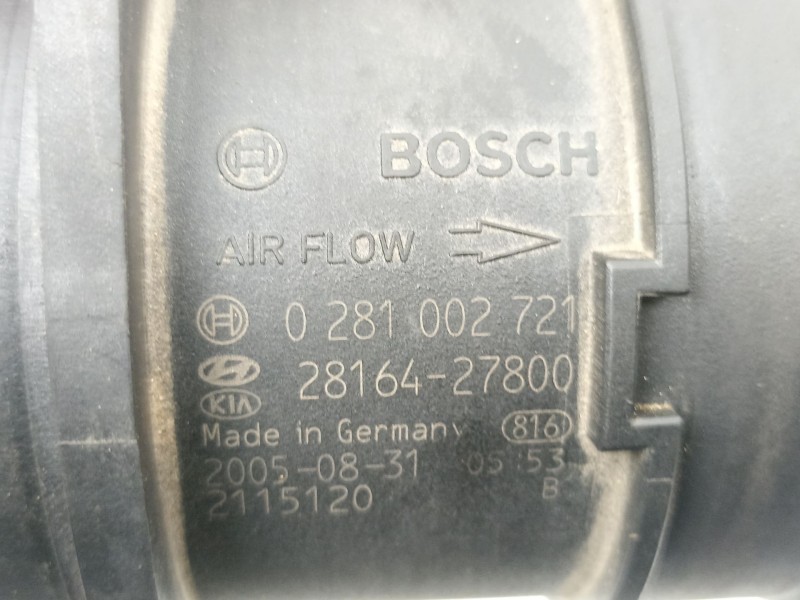 BOSCH
AIR FLOW
0 281 002 721
28164-27800
KIA
Made in Germany 816
2005-08-31 05:53
2115120 B